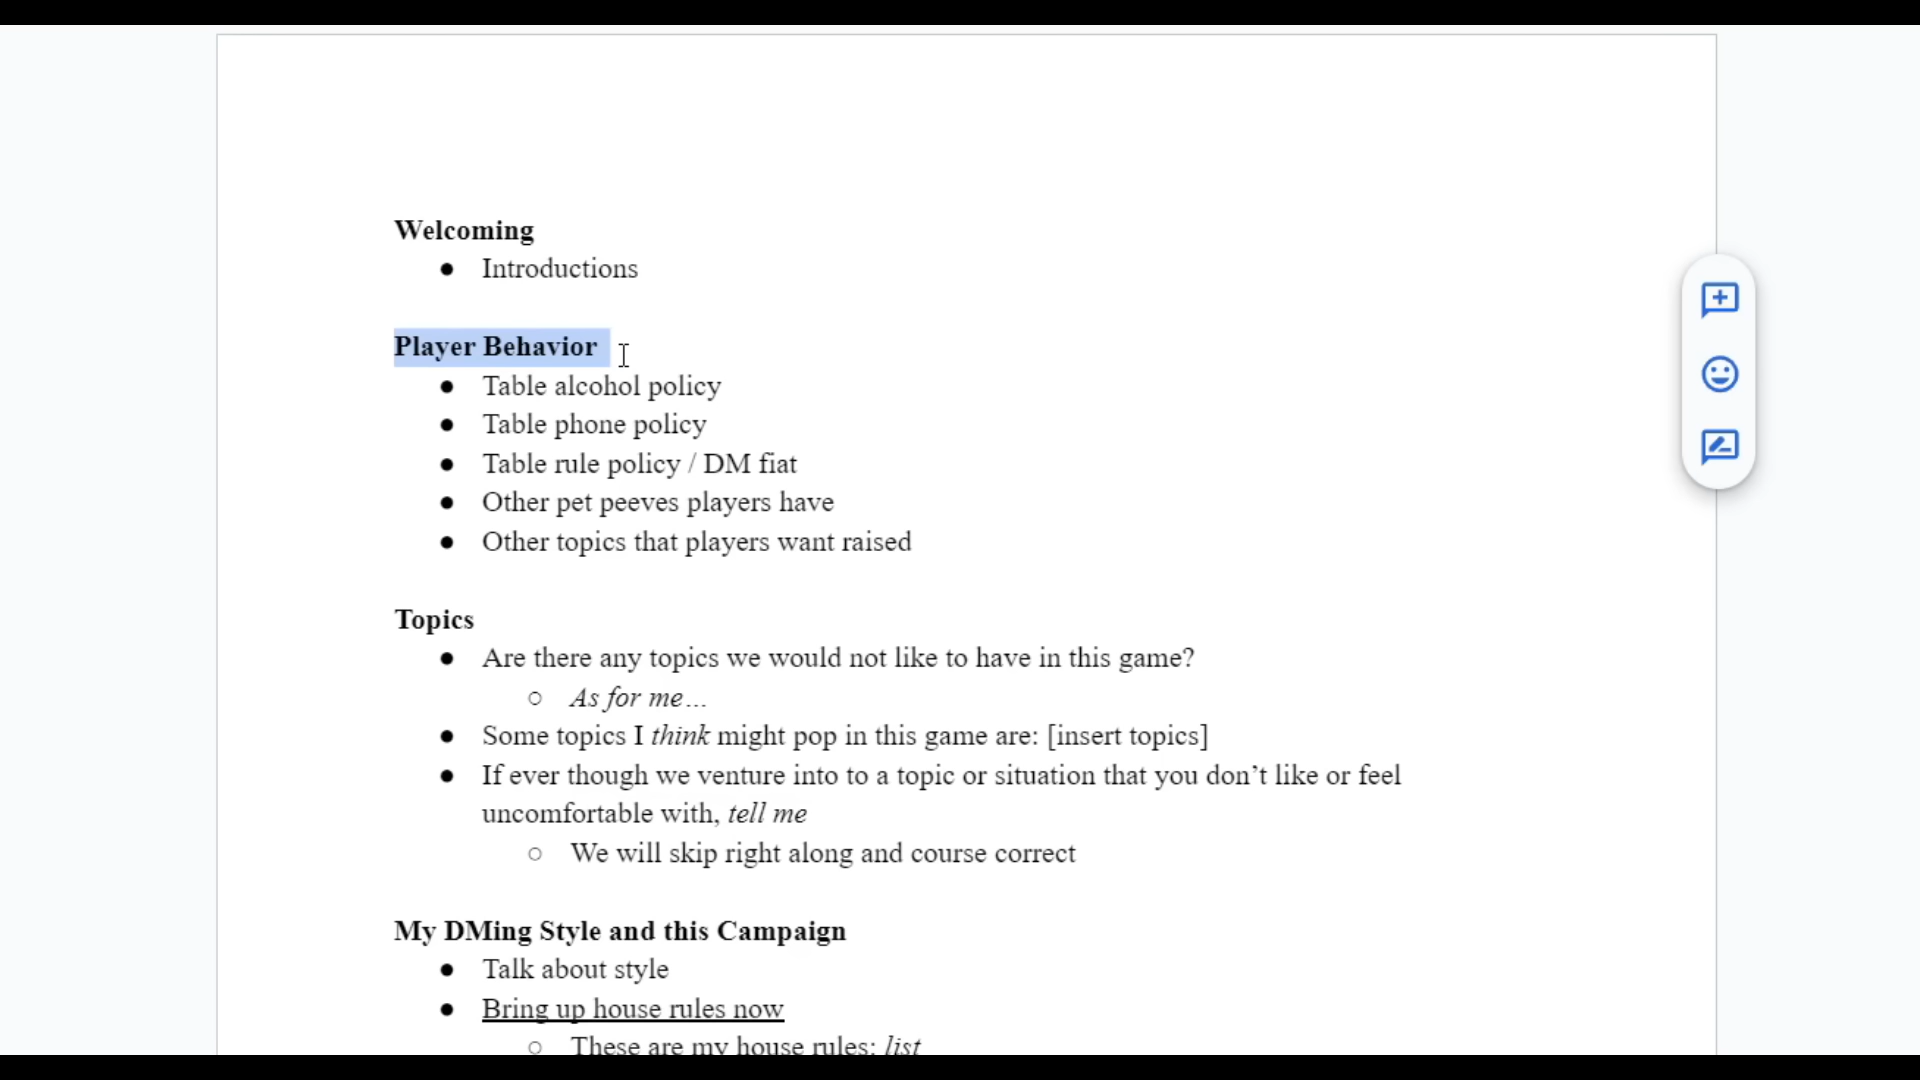 Welcoming
● Introductions
Player Behavior
● Table alcohol policy
● Table phone policy
● Table rule policy / DM fiat
● Other pet peeves players have
● Other topics that players want raised
Topics
● Are there any topics we would not like to have in this game?
○ As for me…
● Some topics I think might pop in this game are: [insert topics]
● If ever though we venture into to a topic or situation that you don’t like or feel
uncomfortable with, tell me
○ We will skip right along and course correct
My DMing Style and this Campaign
● Talk about style
● Bring up house rules now
○ These are my house rules: list